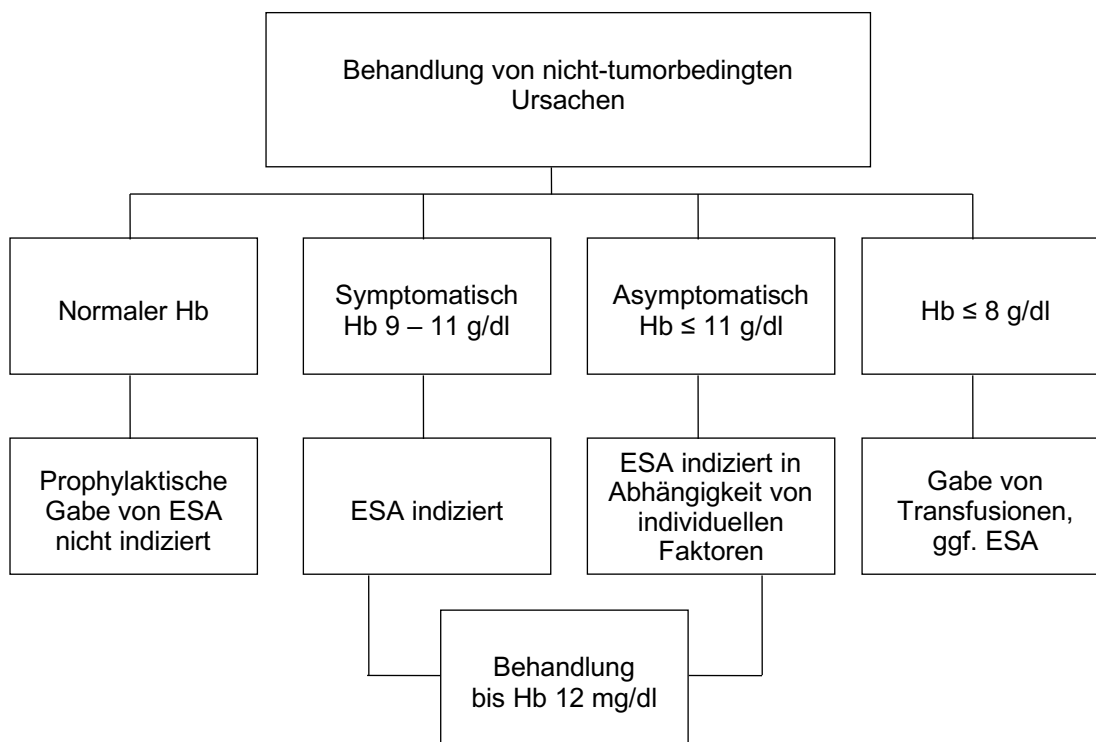 Behandlung von nicht-tumorbedingten
Ursachen
Normaler Hb
Symptomatisch
Hb 9 – 11 g/dl
Asymptomatisch
Hb ≤ 11 g/dl
Hb ≤ 8 g/dl
Prophylaktische
Gabe von ESA
nicht indiziert
ESA indiziert
ESA indiziert in
Abhängigkeit von
individuellen
Faktoren
Gabe von
Transfusionen,
ggf. ESA
Behandlung
bis Hb 12 mg/dl